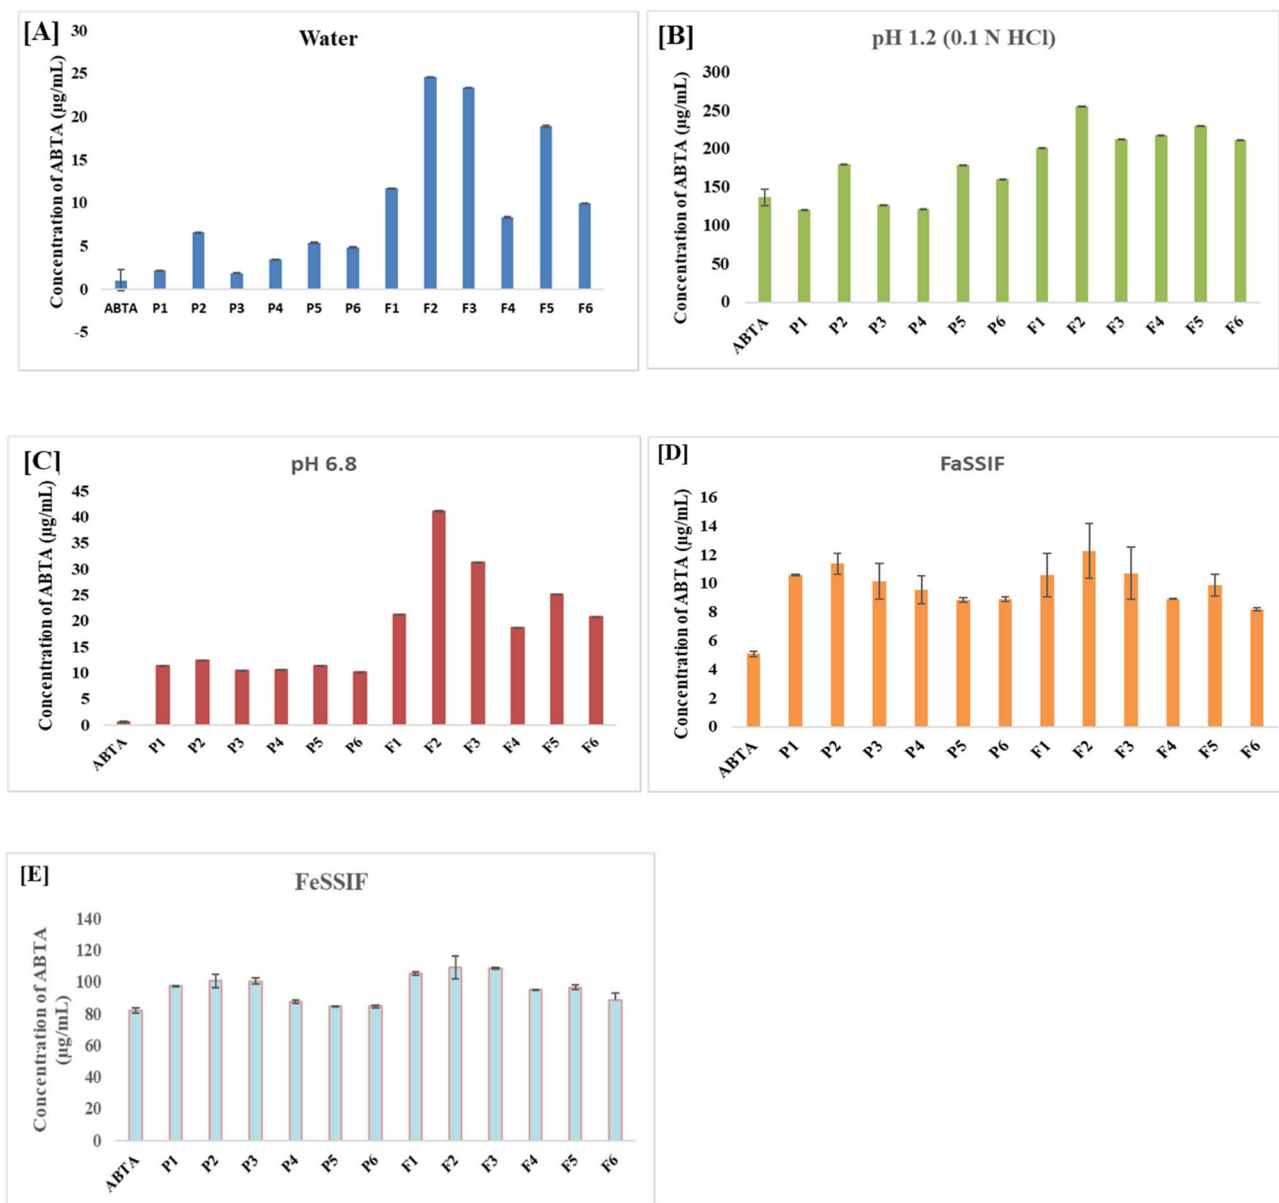 [A]
Water
Concentration of ABTA (µg/mL)
30
25
20
15
10
5
0
-5
ABTA P1 P2 P3 P4 P5 P6 F1 F2 F3 F4 F5 F6
[B]
pH 1.2 (0.1 N HCl)
Concentration of ABTA (µg/mL)
300
250
200
150
100
50
0
ABTA P1 P2 P3 P4 P5 P6 F1 F2 F3 F4 F5 F6
[C]
pH 6.8
Concentration of ABTA (µg/mL)
45
40
35
30
25
20
15
10
5
0
ABTA P1 P2 P3 P4 P5 P6 F1 F2 F3 F4 F5 F6
[D]
FaSSIF
Concentration of ABTA (µg/mL)
16
14
12
10
8
6
4
2
0
ABTA P1 P2 P3 P4 P5 P6 F1 F2 F3 F4 F5 F6
[E]
FeSSIF
Concentration of ABTA
(µg/mL)
140
120
100
80
60
40
20
0
ABTA P1 P2 P3 P4 P5 P6 F1 F2 F3 F4 F5 F6